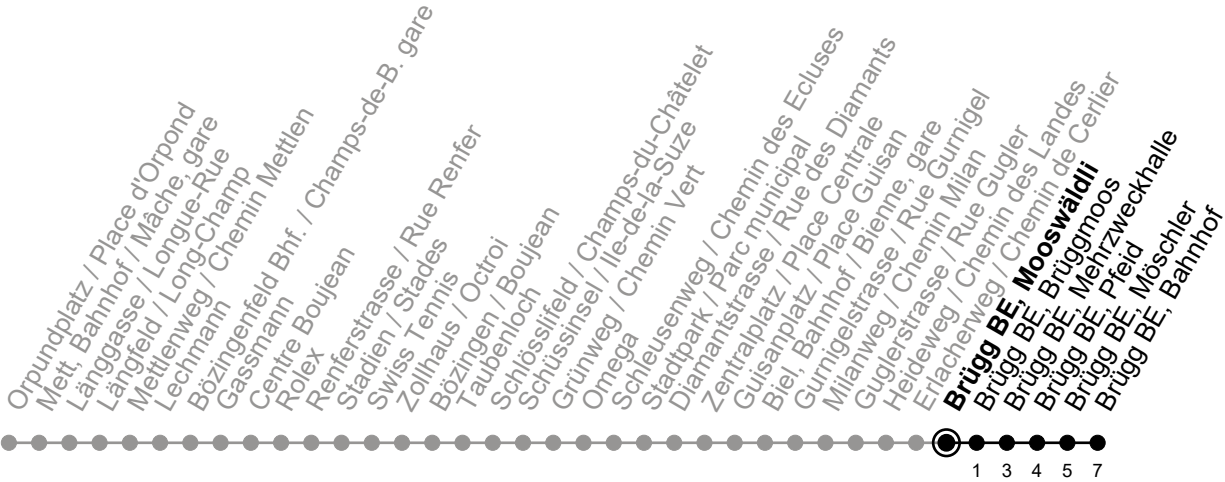 Orpundplatz / Place d'Orpond
Mett, Bahnhof / Mâche, gare
Länggasse / Longue-Rue
Längfeld / Long-Champ
Mettlenweg / Chemin Mettlen
Lechmann
Bözingenfeld Bhf. / Champs-de-B. gare
Gassmann
Centre Boujean
Rolex
Renferstrasse / Rue Renfer
Stadien / Stades
Swiss Tennis
Zollhaus / Octroi
Bözingen / Boujean
Taubenloch
Schlösslifeld / Champs-du-Châtelet
Schüssinsel / Ile-de-la-Suze
Grünweg / Chemin Vert
Omega
Schleusenweg / Chemin des Ecluses
Stadtpark / Parc municipal
Diamantstrasse / Rue des Diamants
Zentralplatz / Place Centrale
Guisanplatz / Place Guisan
Biel, Bahnhof / Bienne, gare
Gurnigelstrasse / Rue Gurnigel
Milanweg / Chemin Milan
Guglerstrasse / Rue Gugler
Heideweg / Chemin des Landes
Erlacherweg / Chemin de Cerlier
Brügg BE, Mooswäldli
Brügg BE, Brüggmoos
Brügg BE, Mehrzweckhalle
Brügg BE, Pfeid
Brügg BE, Möschler
Brügg BE, Bahnhof
1 3 4 5 7